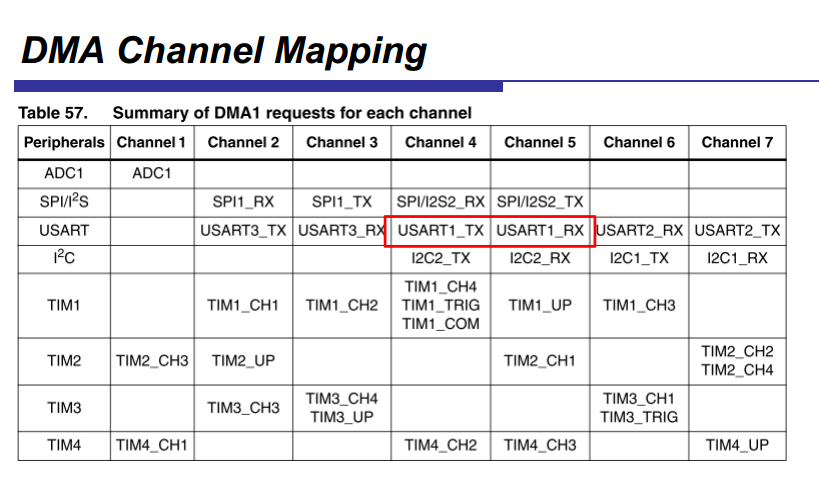 DMA Channel Mapping
Table 57. Summary of DMA1 requests for each channel
Peripherals Channel 1 Channel 2 Channel 3 Channel 4 Channel 5 Channel 6 Channel 7
ADC1 ADC1
SPI/I²S SPI1_RX SPI1_TX SPI/I2S2_RX SPI/I2S2_TX
USART USART3_TX USART3_RX USART1_TX USART1_RX USART2_RX USART2_TX
I²C I2C2_TX I2C2_RX I2C1_TX I2C1_RX
TIM1 TIM1_CH1 TIM1_CH2 TIM1_CH4 TIM1_TRIG TIM1_COM TIM1_UP TIM1_CH3
TIM2 TIM2_CH3 TIM2_UP TIM2_CH1 TIM2_CH2 TIM2_CH4
TIM3 TIM3_CH3 TIM3_CH4 TIM3_UP TIM3_CH1 TIM3_TRIG
TIM4 TIM4_CH1 TIM4_CH2 TIM4_CH3 TIM4_UP